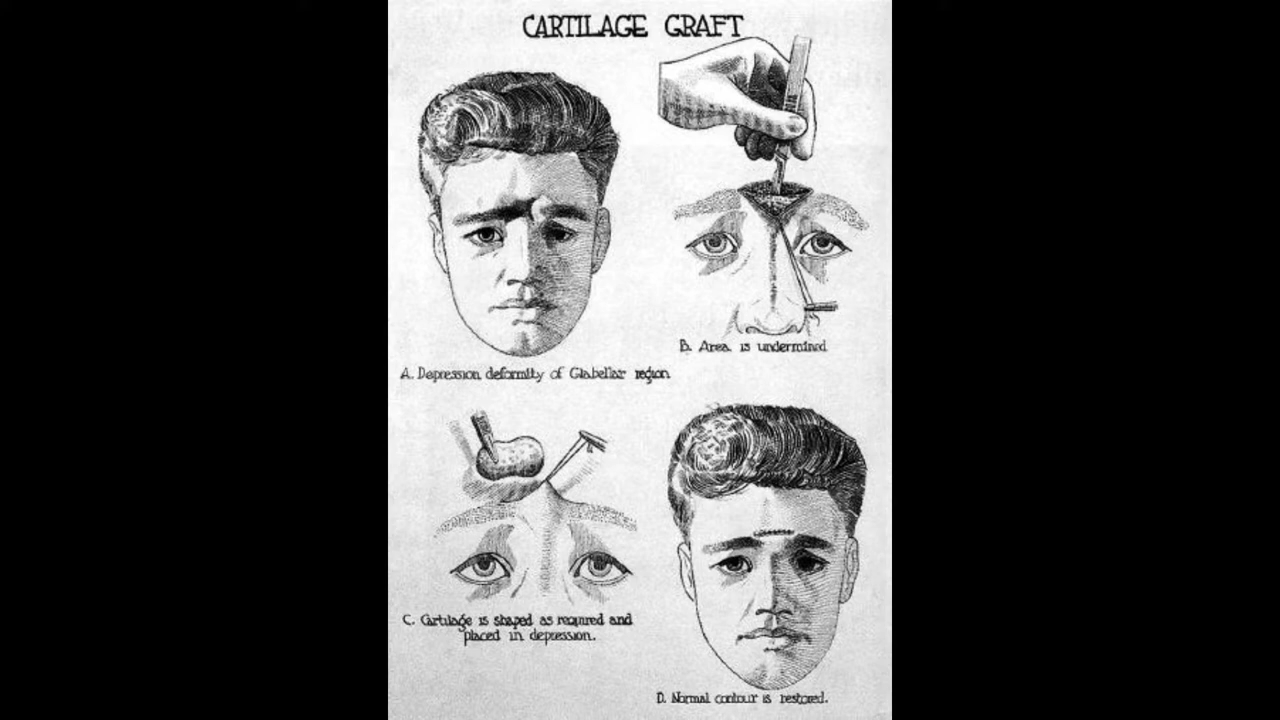 CARTILAGE GRAFT
A. Depression deformity of Glabellar region.
B. Area is undermined
C. Cartilage is shaped as required and
placed in depression.
D. Normal contour is restored.